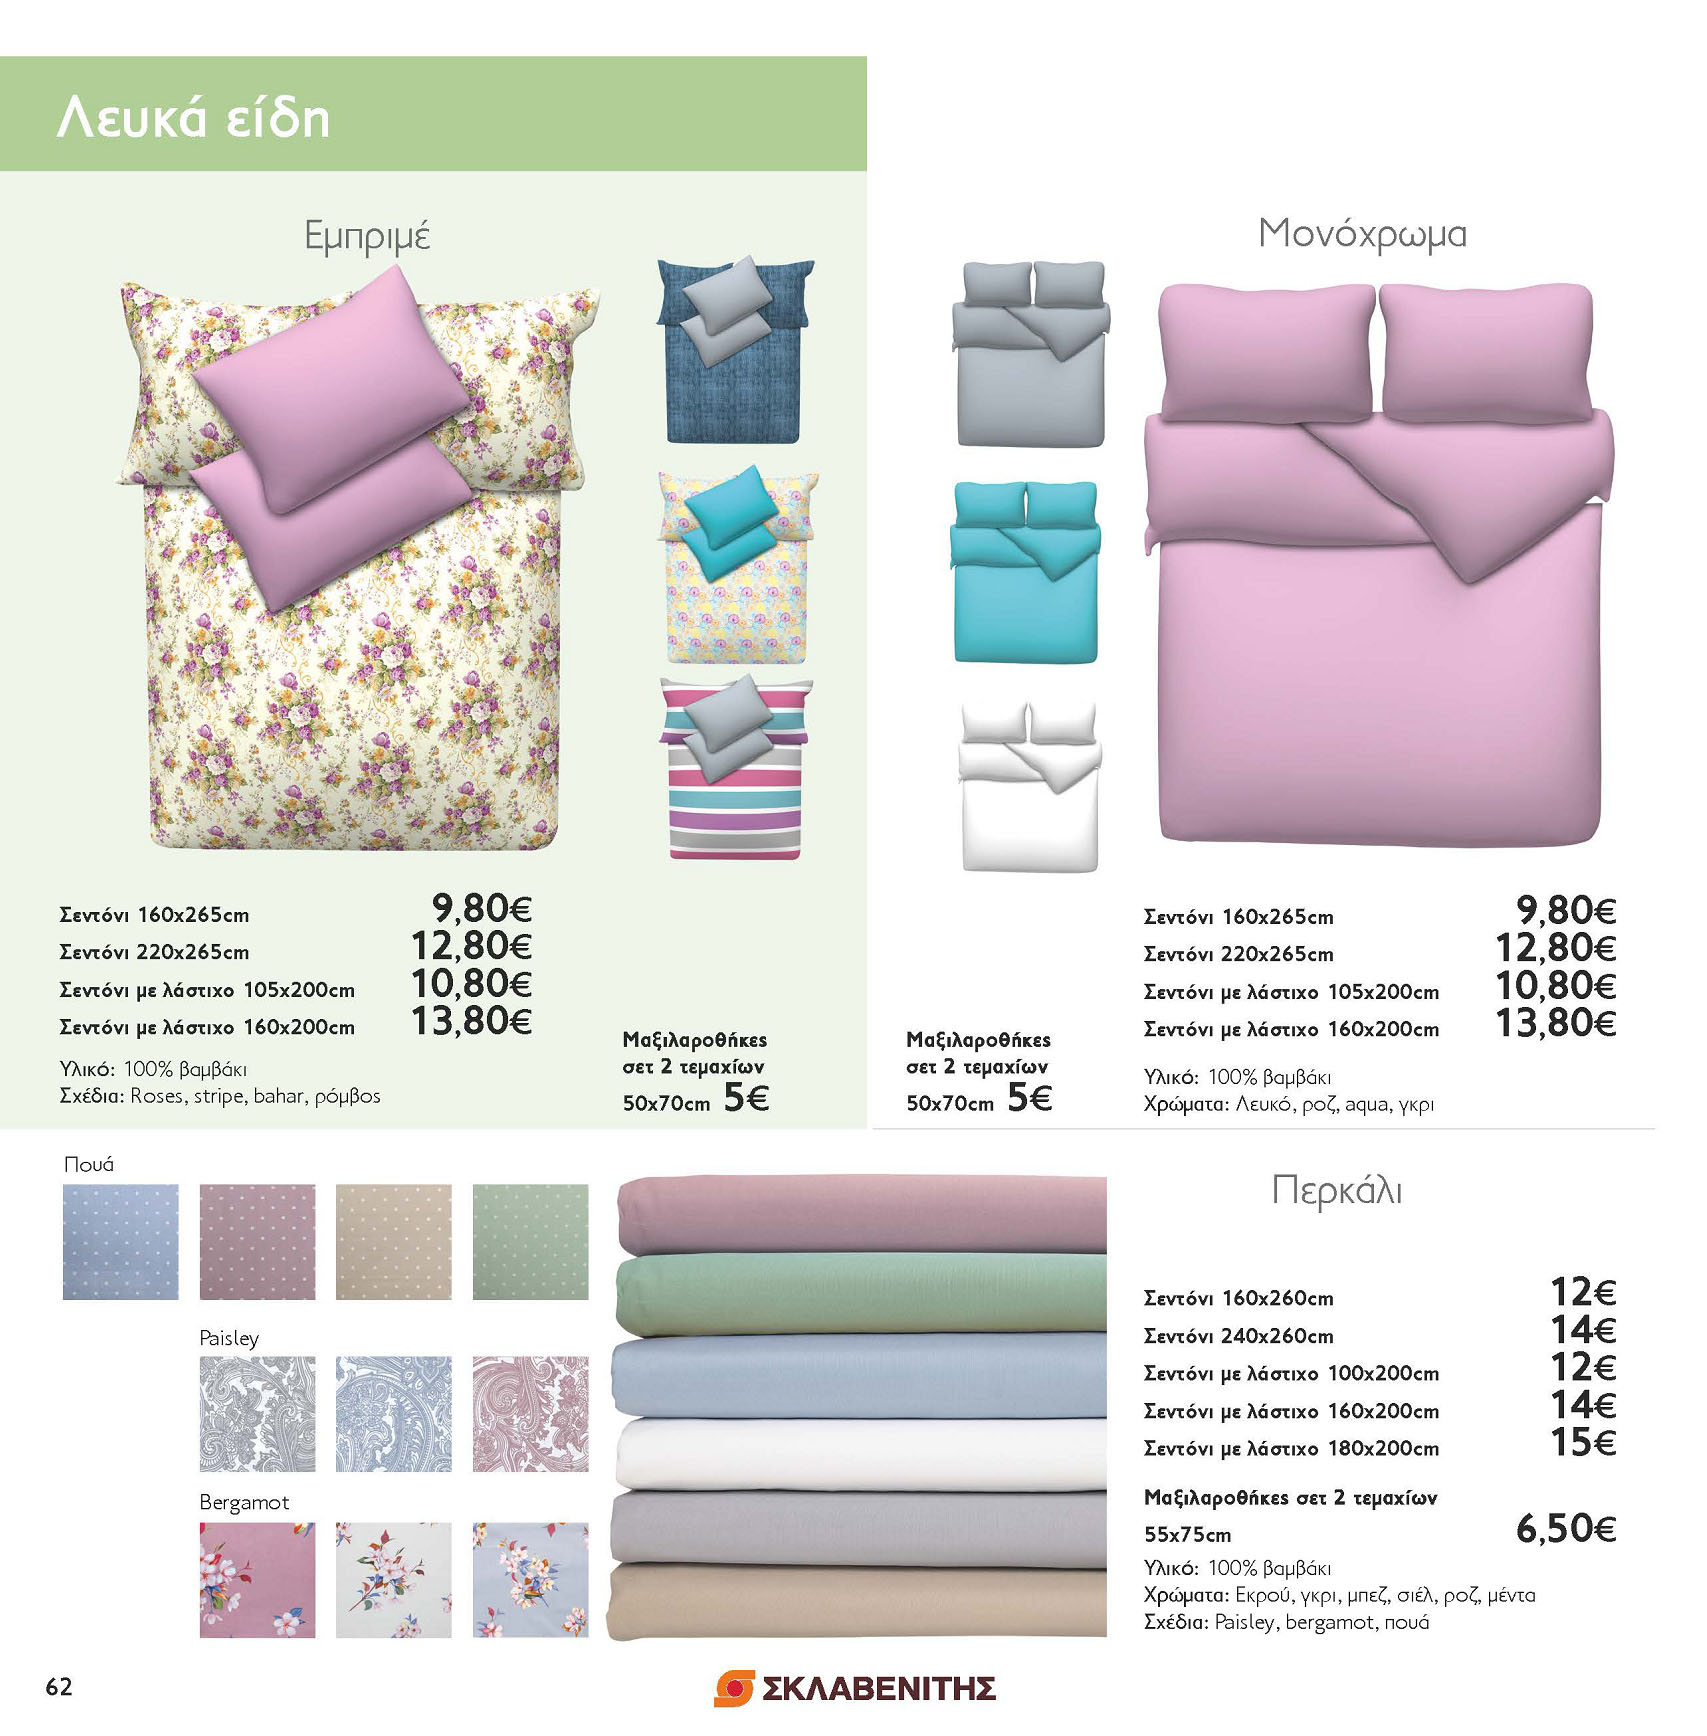 Λευκά είδη
Εμπριμέ
Σεντόνι 160x265cm 9,80€
Σεντόνι 220x265cm 12,80€
Σεντόνι με λάστιχο 105x200cm 10,80€
Σεντόνι με λάστιχο 160x200cm 13,80€
Υλικό: 100% βαμβάκι
Σχέδια: Roses, stripe, bahar, ρόμβος
Μαξιλαροθήκες
σετ 2 τεμαχίων
50x70cm 5€
Μονόχρωμα
Μαξιλαροθήκες
σετ 2 τεμαχίων
50x70cm 5€
Σεντόνι 160x265cm 9,80€
Σεντόνι 220x265cm 12,80€
Σεντόνι με λάστιχο 105x200cm 10,80€
Σεντόνι με λάστιχο 160x200cm 13,80€
Υλικό: 100% βαμβάκι
Χρώματα: Λευκό, ροζ, aqua, γκρι
Πουά
Paisley
Bergamot
Περκάλι
Σεντόνι 160x260cm 12€
Σεντόνι 240x260cm 14€
Σεντόνι με λάστιχο 100x200cm 12€
Σεντόνι με λάστιχο 160x200cm 14€
Σεντόνι με λάστιχο 180x200cm 15€
Μαξιλαροθήκες σετ 2 τεμαχίων
55x75cm 6,50€
Υλικό: 100% βαμβάκι
Χρώματα: Εκρού, γκρι, μπεζ, σιέλ, ροζ, μέντα
Σχέδια: Paisley, bergamot, πουά
62
ΣΚΛΑΒΕΝΙΤΗΣ